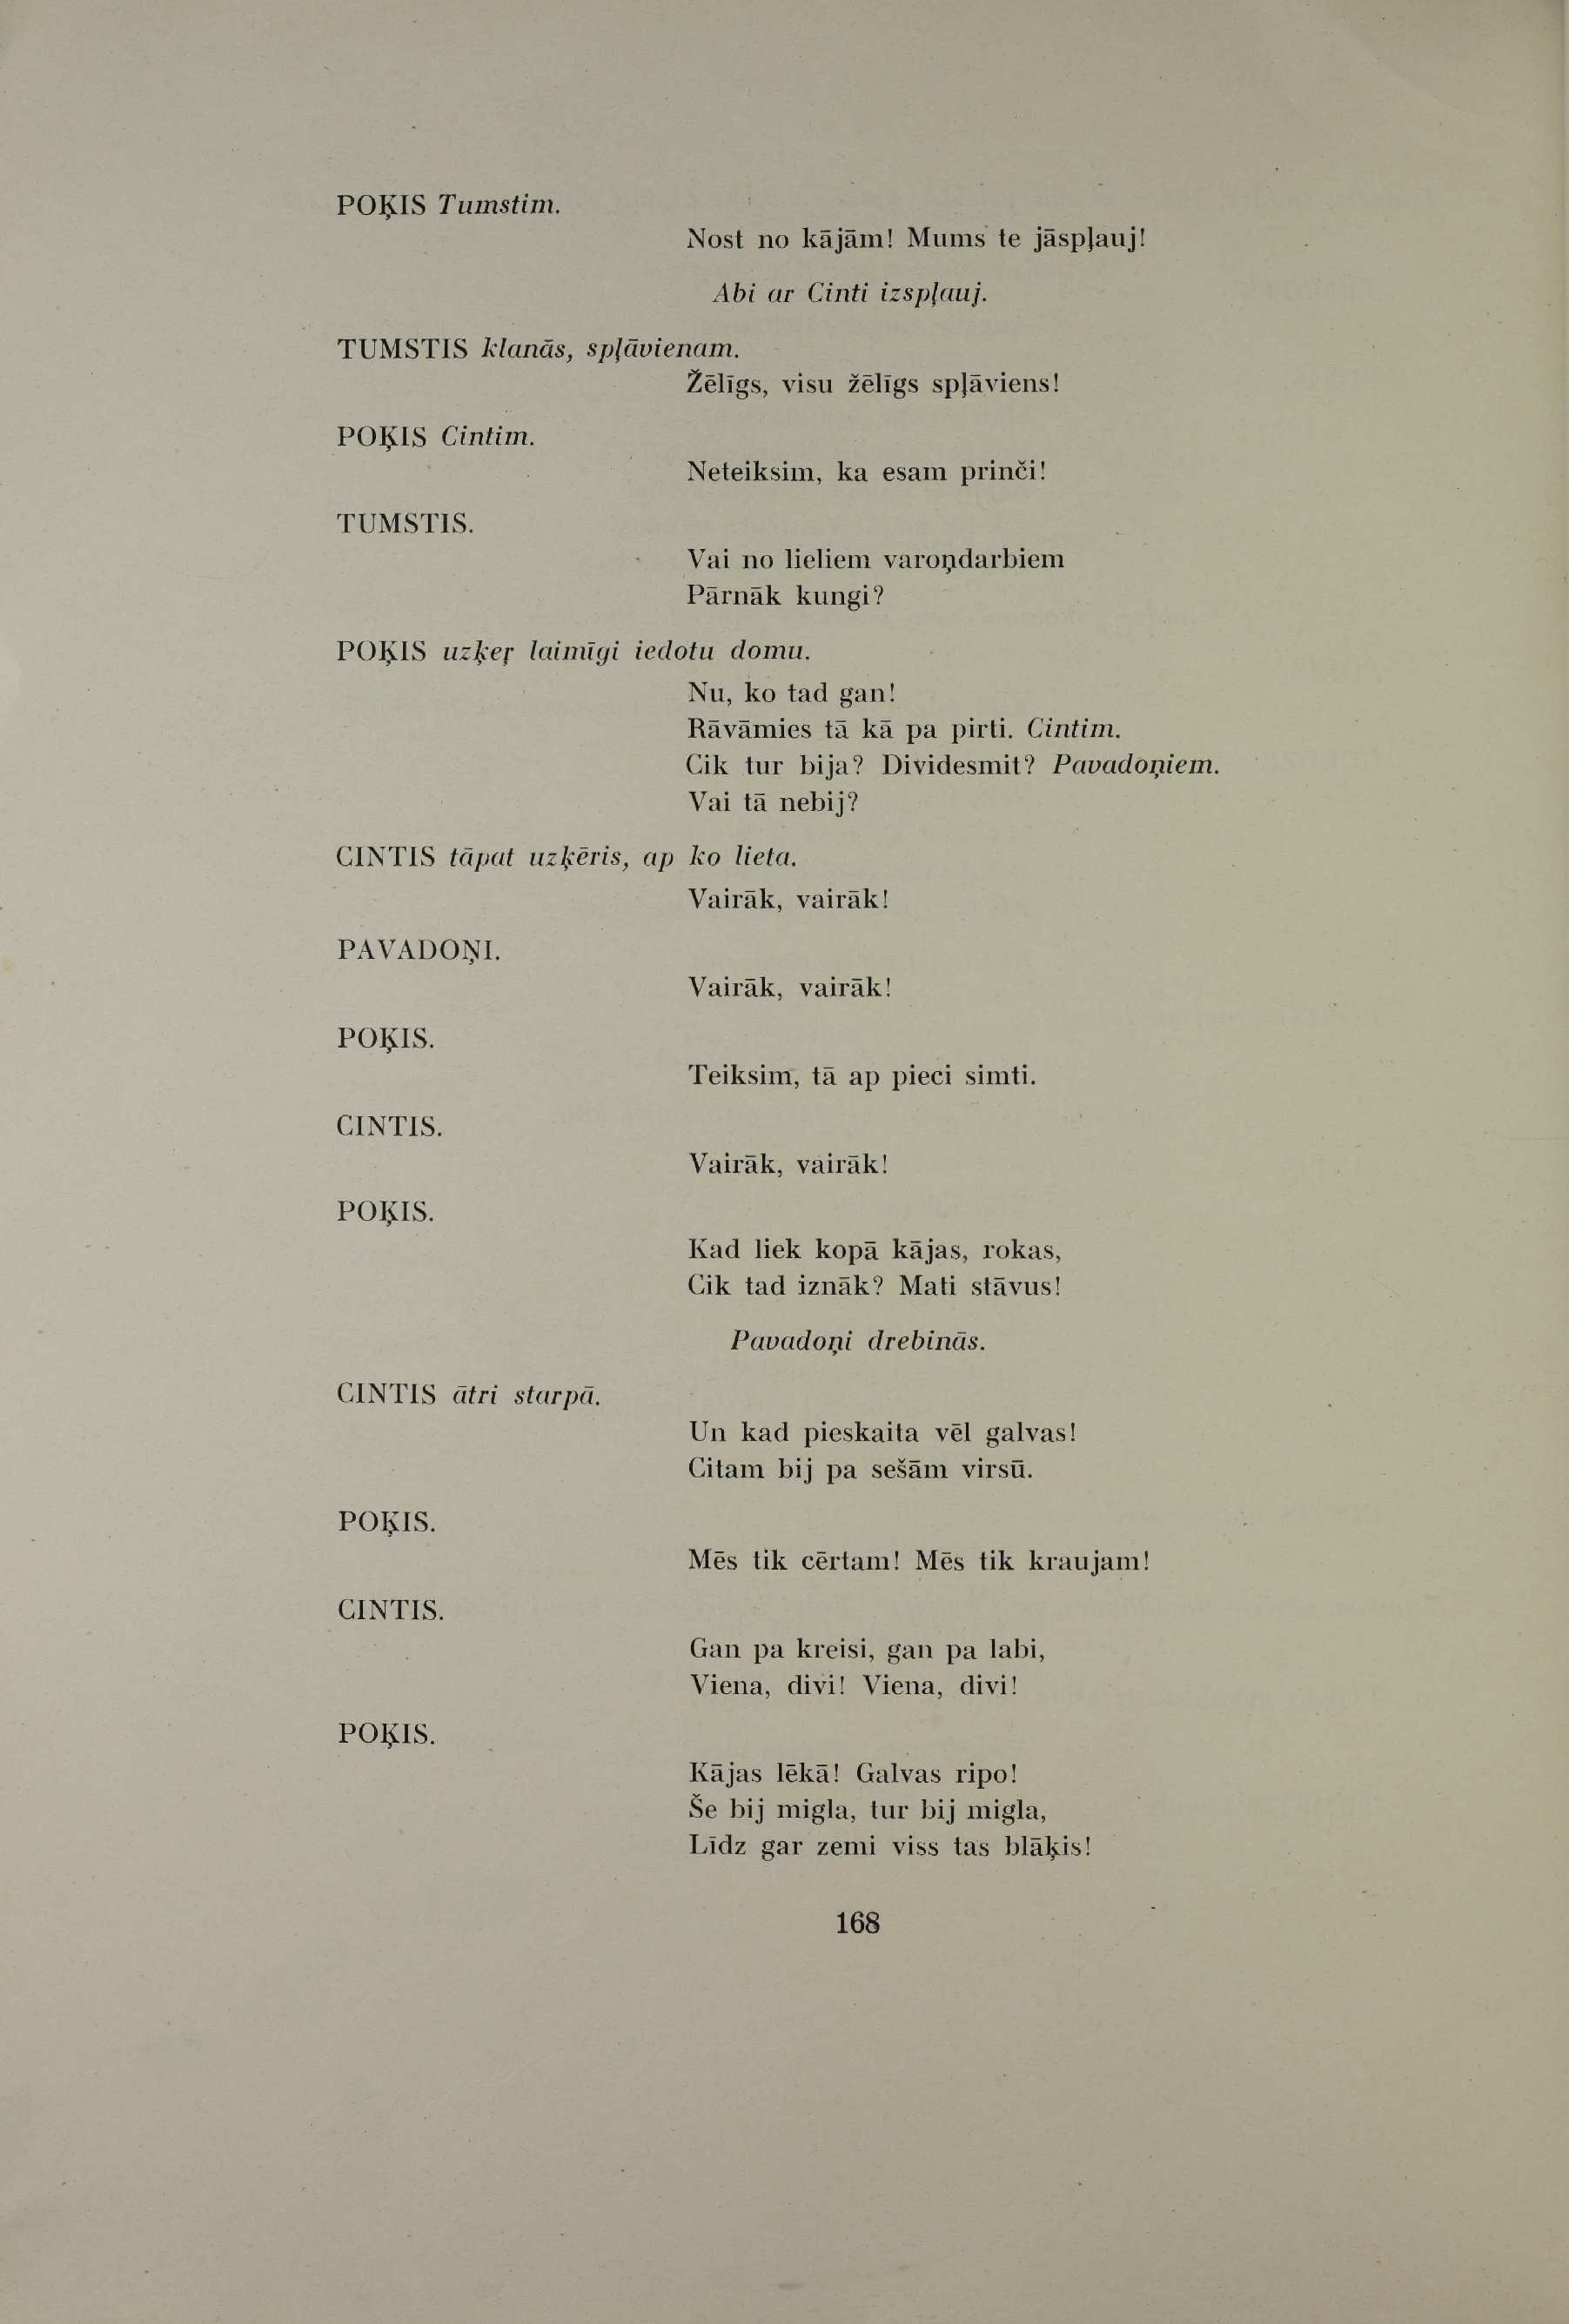 POĶIS Tumstim.
Nost no kājām! Mums te jāspļauj!
Abi ar Cinti izspļauj.
TUMSTIS klanās, spļāvienam.
Žēlīgs, visu žēlīgs spļāviens!
POĶIS Cintim.
Neteiksim, ka esam prinči!
TUMSTIS.
Vai no lieliem varoņdarbiem
Pārnāk kungi?
POĶIS uzķeŗ laimīgi iedotu domu.
Nu, ko tad gan!
Rāvāmies tā kā pa pirti. Cintim.
Cik tur bija? Dividesmit? Pavadoņiem.
Vai tā nebij?
CINTIS tāpat uzķēris, ap ko lieta.
Vairāk, vairāk!
PAVADOŅI.
Vairāk, vairāk!
POĶIS.
Teiksim, tā ap pieci simti.
CINTIS.
Vairāk, vairāk!
POĶIS.
Kad liek kopā kājas, rokas,
Cik tad iznāk? Mati stāvus!
Pavadoņi drebinās.
CINTIS ātri starpā.
Un kad pieskaita vēl galvas!
Citam bij pa sešām virsū.
POĶIS.
Mēs tik cērtam! Mēs tik kraujam!
CINTIS.
Gan pa kreisi, gan pa labi,
Viena, divi! Viena, divi!
POĶIS.
Kājas lēkā! Galvas ripo!
Še bij migla, tur bij migla,
Līdz gar zemi viss tas blāķis!
168